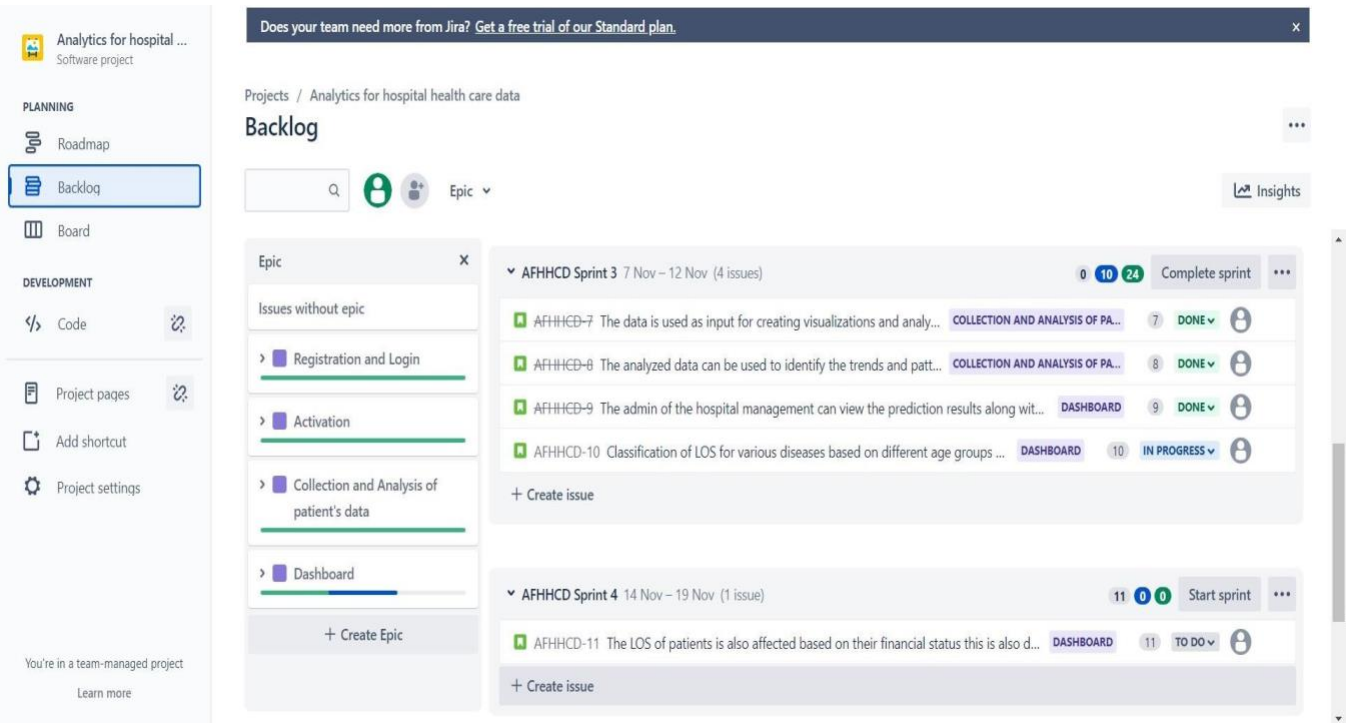 Analytics for hospital ...
Software project
PLANNING
Roadmap
Backlog
Board
DEVELOPMENT
Code
Project pages
Add shortcut
Project settings
You're in a team-managed project
Learn more
Does your team need more from Jira? Get a free trial of our Standard plan. x
Projects / Analytics for hospital health care data
Backlog
Epic
Insights
Epic x
Issues without epic
Registration and Login
Activation
Collection and Analysis of
patient's data
Dashboard
+ Create Epic
AFHHCD Sprint 3 7 Nov – 12 Nov (4 issues) 0 10 24 Complete sprint ...
AFHHCD-7 The data is used as input for creating visualizations and analy... COLLECTION AND ANALYSIS OF PA... 7 DONE
AFHHCD-8 The analyzed data can be used to identify the trends and patt... COLLECTION AND ANALYSIS OF PA... 8 DONE
AFHHCD-9 The admin of the hospital management can view the prediction results along wit... DASHBOARD 9 DONE
AFHHCD-10 Classification of LOS for various diseases based on different age groups ... DASHBOARD 10 IN PROGRESS
+ Create issue
AFHHCD Sprint 4 14 Nov – 19 Nov (1 issue) 11 0 0 Start sprint ...
AFHHCD-11 The LOS of patients is also affected based on their financial status this is also d... DASHBOARD 11 TO DO
+ Create issue